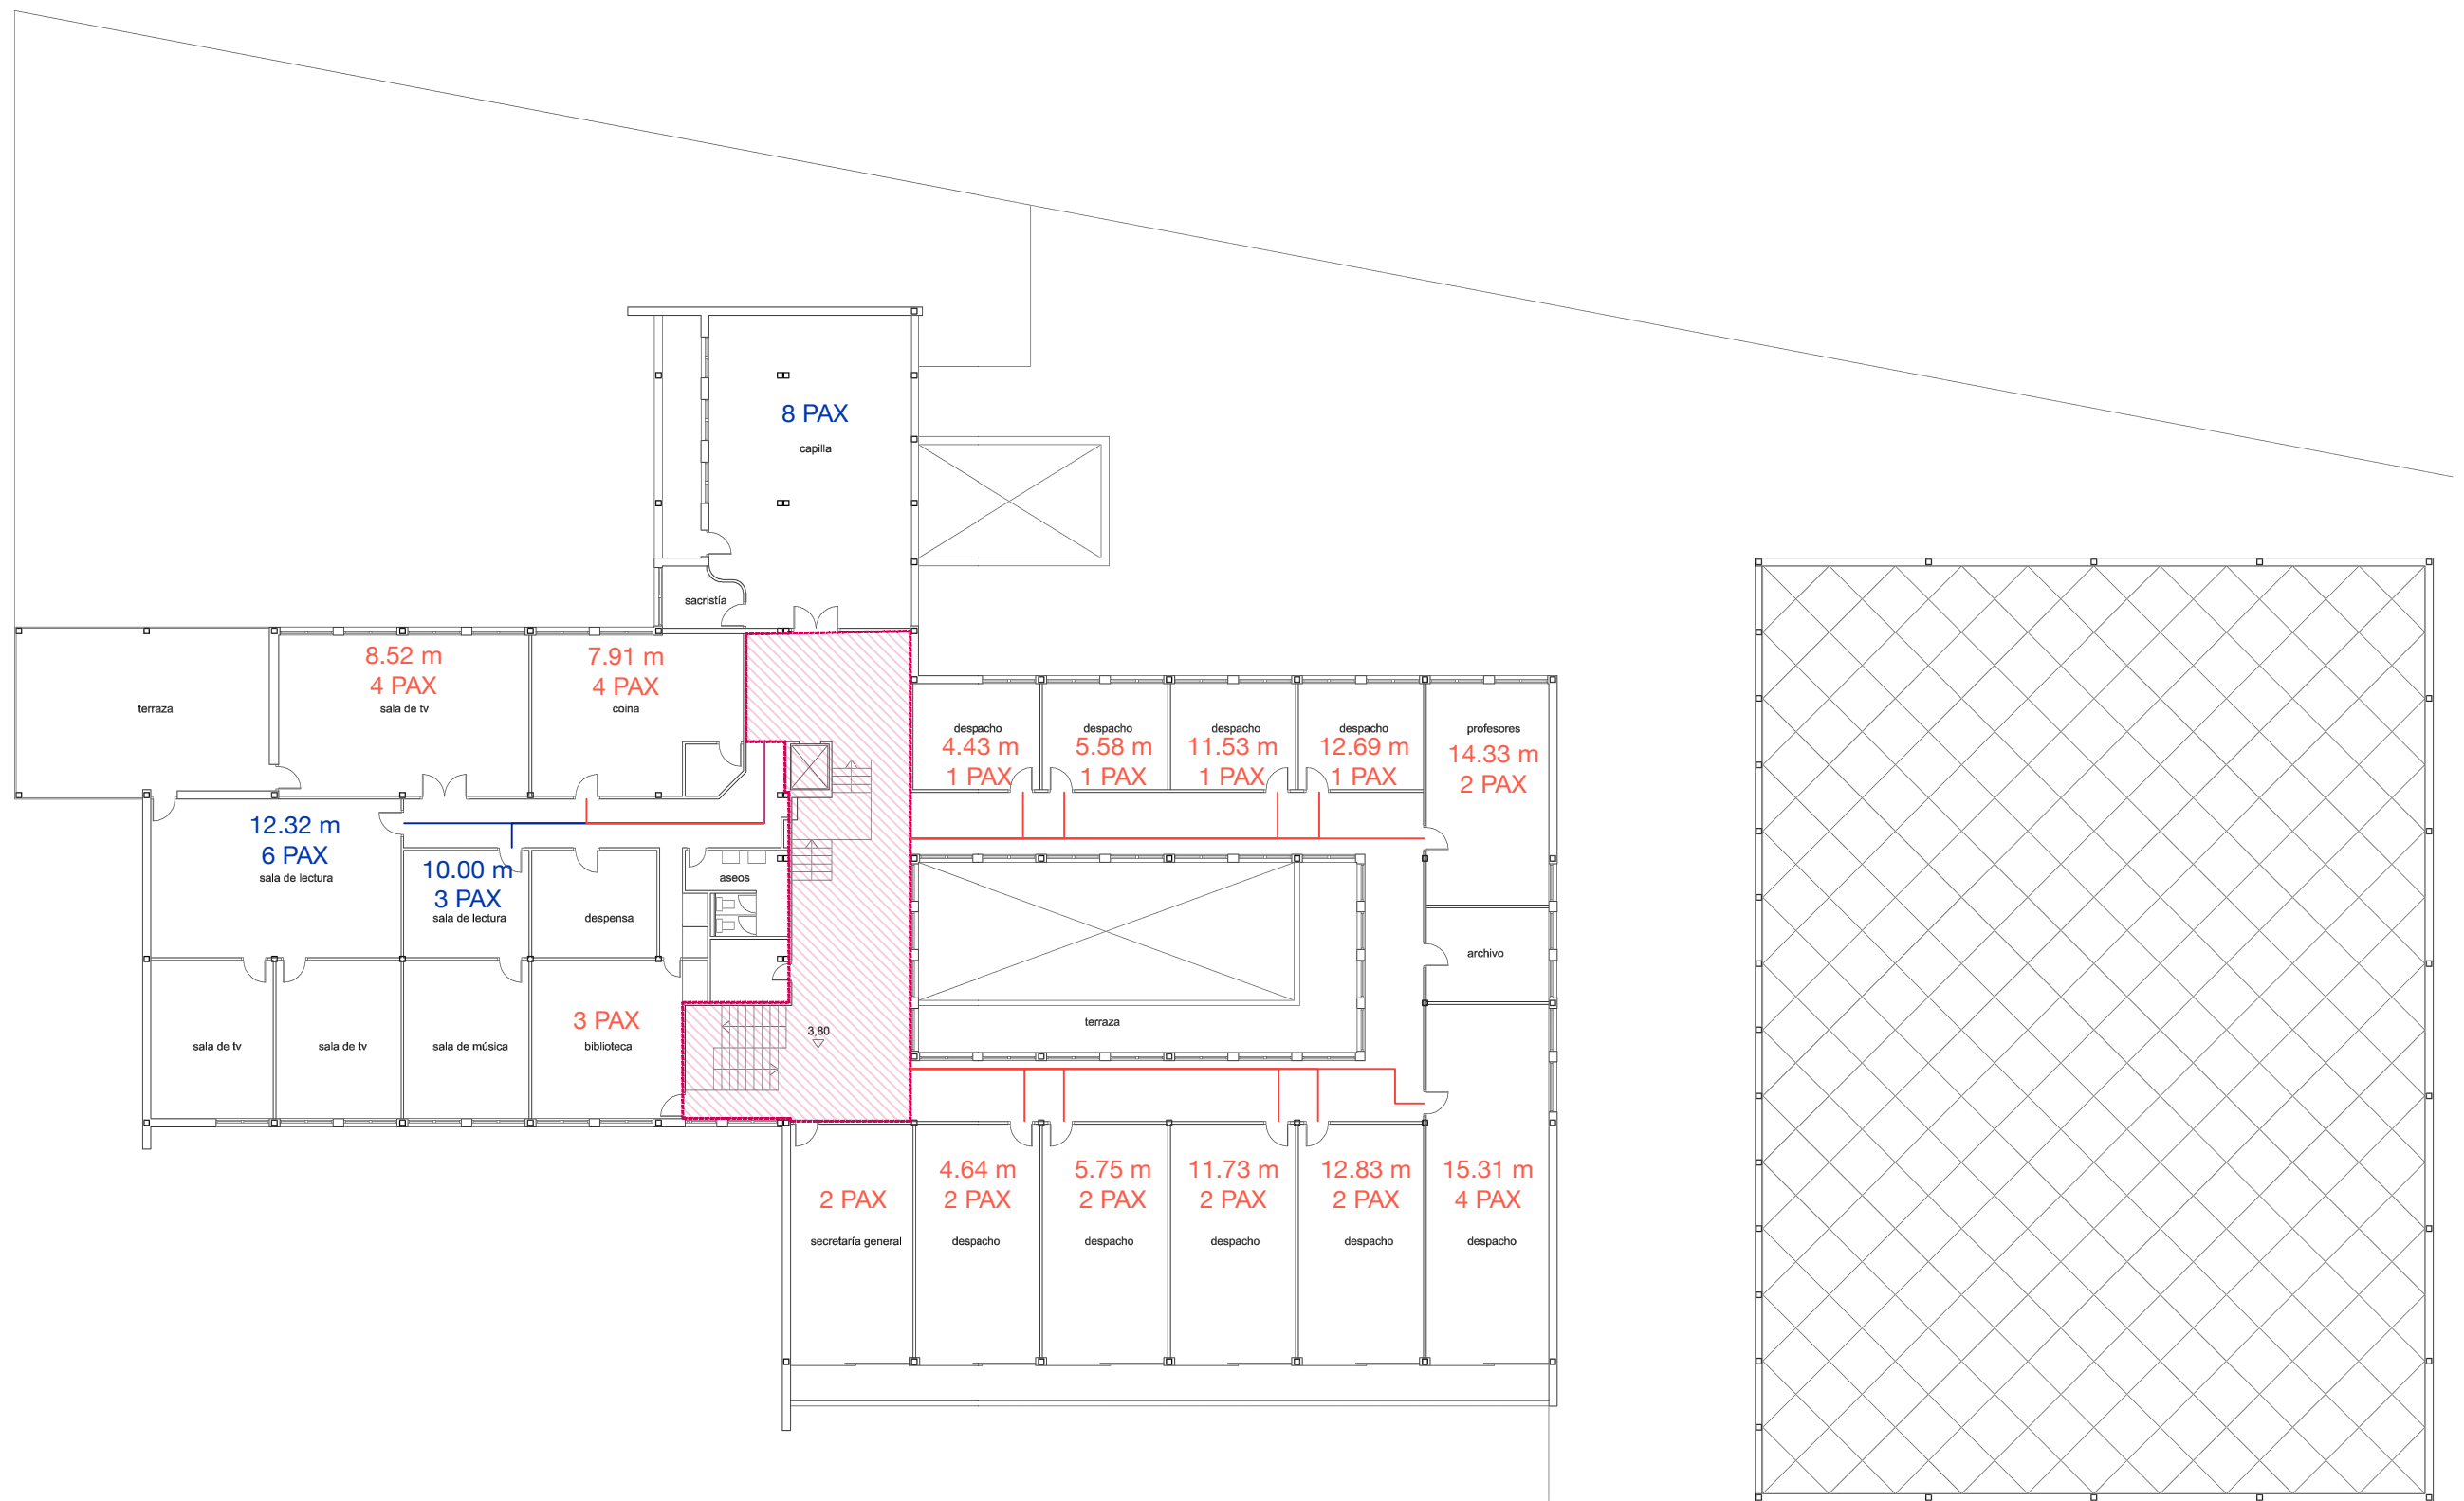 8 PAX
capilla
sacristía
8.52 m
4 PAX
sala de tv
7.91 m
4 PAX
coina
terraza
despacho
4.43 m
1 PAX
despacho
5.58 m
1 PAX
despacho
11.53 m
1 PAX
despacho
12.69 m
1 PAX
profesores
14.33 m
2 PAX
12.32 m
6 PAX
sala de lectura
10.00 m
3 PAX
sala de lectura
despensa
aseos
archivo
terraza
3,80
sala de tv
sala de tv
sala de música
3 PAX
biblioteca
2 PAX
secretaría general
4.64 m
2 PAX
despacho
5.75 m
2 PAX
despacho
11.73 m
2 PAX
despacho
12.83 m
2 PAX
despacho
15.31 m
4 PAX
despacho